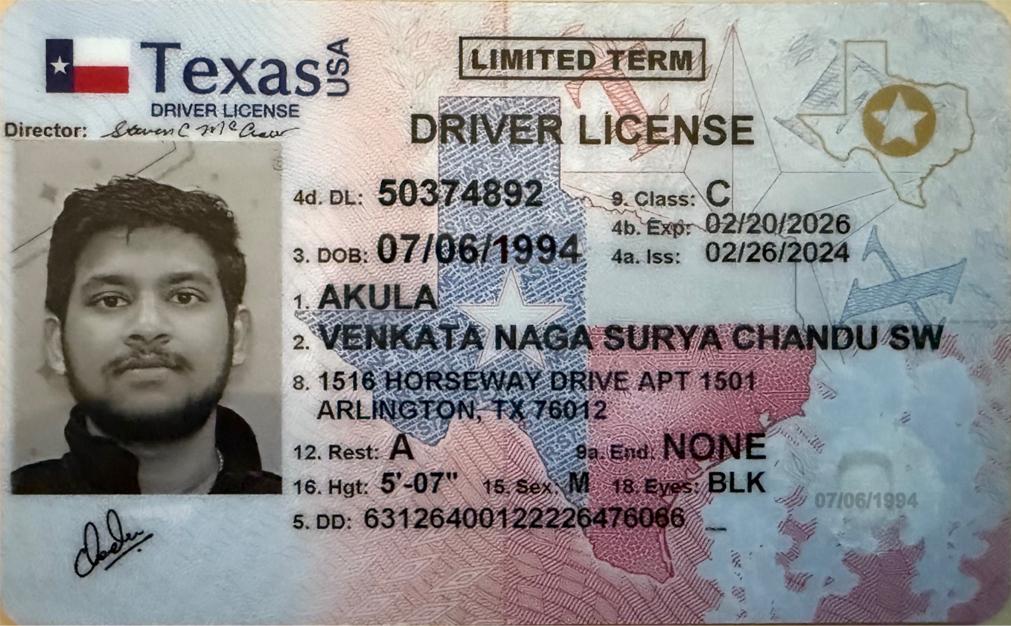 Texas USA
DRIVER LICENSE
LIMITED TERM
Director: Steven C McCraw
DRIVER LICENSE
4d. DL: 50374892
9. Class: C
4b. Exp: 02/20/2026
3. DOB: 07/06/1994
4a. Iss: 02/26/2024
1. AKULA
2. VENKATA NAGA SURYA CHANDU SW
8. 1516 HORSEWAY DRIVE APT 1501
ARLINGTON, TX 76012
12. Rest: A
9a. End. NONE
16. Hgt: 5'-07"
15. Sex: M
18. Eyes: BLK
07/06/1994
5. DD: 63126400122226476066